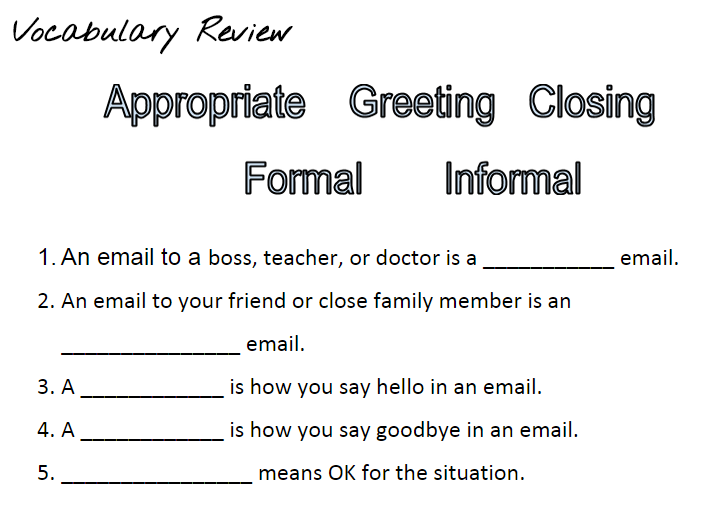 Vocabulary Review
Appropriate Greeting Closing
Formal Informal
1. An email to a boss, teacher, or doctor is a ____________ email.
2. An email to your friend or close family member is an
________________ email.
3. A _____________ is how you say hello in an email.
4. A _____________ is how you say goodbye in an email.
5. _________________ means OK for the situation.